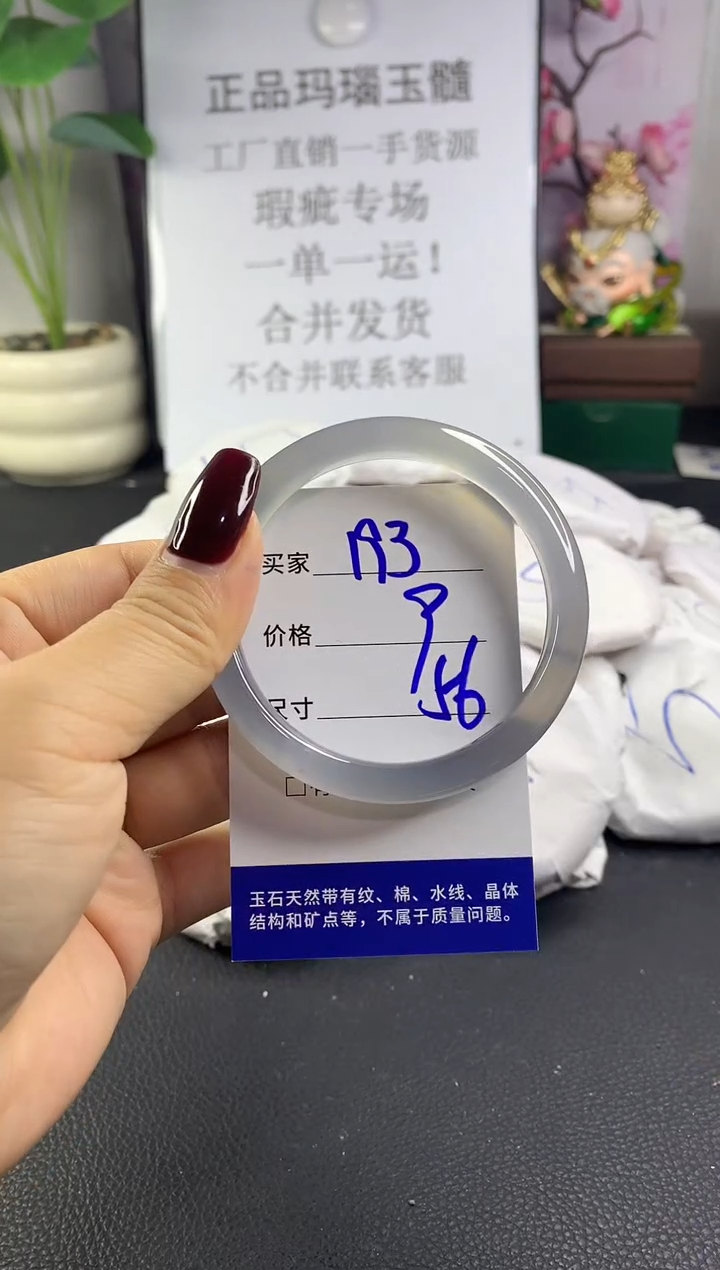 正品玛瑙玉髓
工厂直销一手货源
瑕疵专场
一单一运！
合并发货
不合并联系客服
买家 A3
价格
尺寸 56
玉石天然带有纹、棉、水线、晶体
结构和矿点等，不属于质量问题。